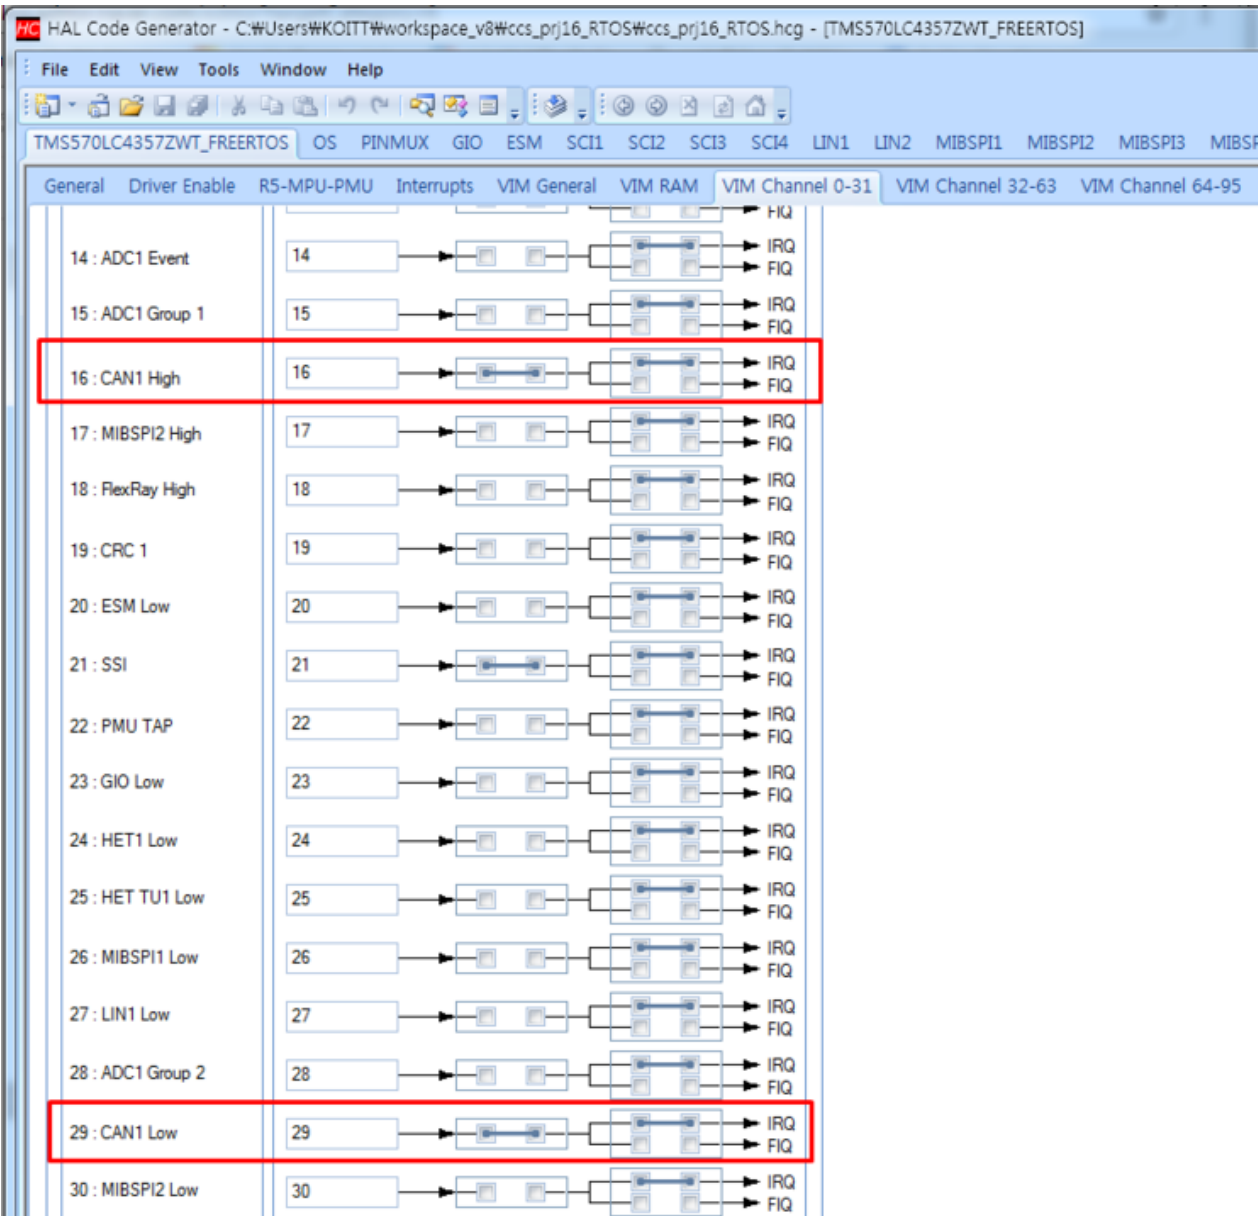 HC HAL Code Generator - C:₩Users₩KOITT₩workspace_v8₩ccs_prj16_RTOS₩ccs_prj16_RTOS.hcg - [TMS570LC4357ZWT_FREERTOS]
File Edit View Tools Window Help
TMS570LC4357ZWT_FREERTOS OS PINMUX GIO ESM SCI1 SCI2 SCI3 SCI4 LIN1 LIN2 MIBSPI1 MIBSPI2 MIBSPI3 MIBSP
General Driver Enable R5-MPU-PMU Interrupts VIM General VIM RAM VIM Channel 0-31 VIM Channel 32-63 VIM Channel 64-95
FIQ
14 : ADC1 Event 14 IRQ
FIQ
15 : ADC1 Group 1 15 IRQ
FIQ
16 : CAN1 High 16 IRQ
FIQ
17 : MIBSPI2 High 17 IRQ
FIQ
18 : FlexRay High 18 IRQ
FIQ
19 : CRC 1 19 IRQ
FIQ
20 : ESM Low 20 IRQ
FIQ
21 : SSI 21 IRQ
FIQ
22 : PMU TAP 22 IRQ
FIQ
23 : GIO Low 23 IRQ
FIQ
24 : HET1 Low 24 IRQ
FIQ
25 : HET TU1 Low 25 IRQ
FIQ
26 : MIBSPI1 Low 26 IRQ
FIQ
27 : LIN1 Low 27 IRQ
FIQ
28 : ADC1 Group 2 28 IRQ
FIQ
29 : CAN1 Low 29 IRQ
FIQ
30 : MIBSPI2 Low 30 IRQ
FIQ